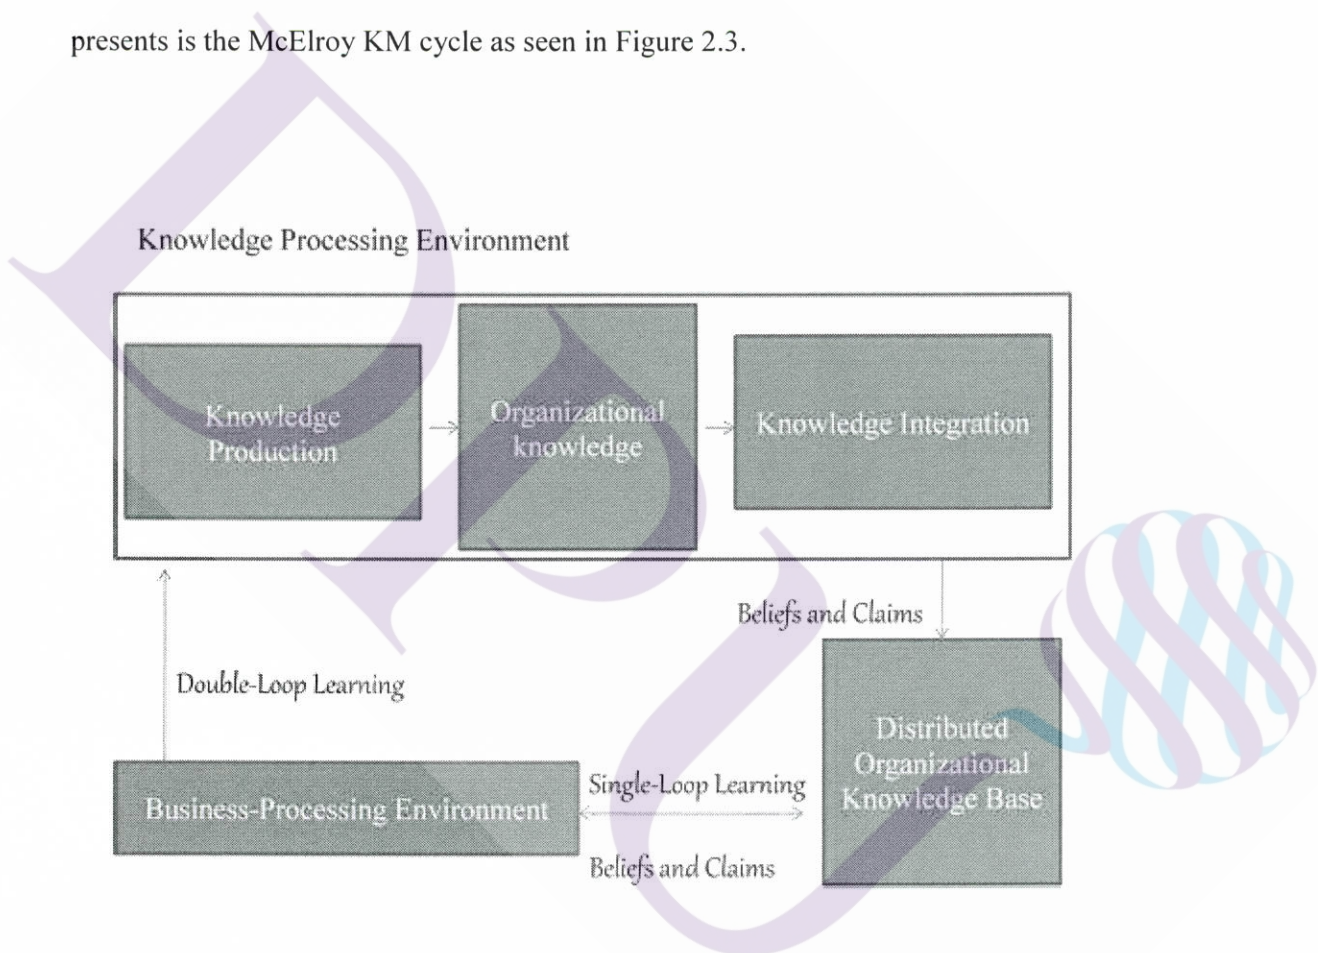 presents is the McElroy KM cycle as seen in Figure 2.3.
Knowledge Processing Environment
Knowledge
Production
Organizational
knowledge
Knowledge Integration
Beliefs and Claims
Double-Loop Learning
Distributed
Organizational
Knowledge Base
Single-Loop Learning
Business-Processing Environment
Beliefs and Claims
DPU